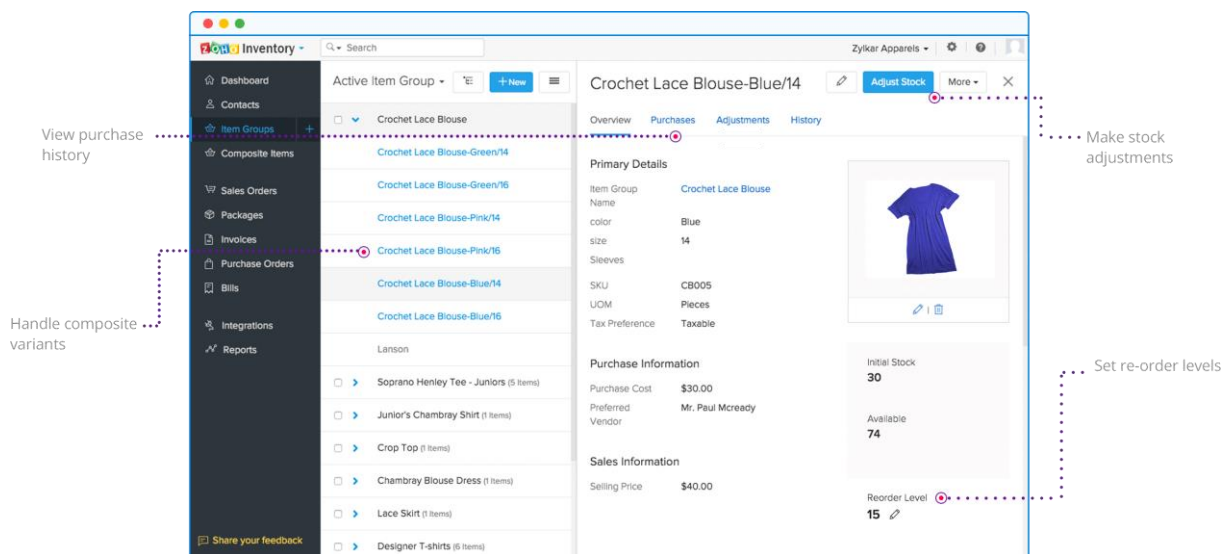 ZOHO Inventory
Search
Zylkar Apparels
Dashboard
Contacts
Item Groups +
Composite Items
Sales Orders
Packages
Invoices
Purchase Orders
Bills
Integrations
Reports
Share your feedback
Active Item Group
+ New
Crochet Lace Blouse
Crochet Lace Blouse-Green/14
Crochet Lace Blouse-Green/16
Crochet Lace Blouse-Pink/14
Crochet Lace Blouse-Pink/16
Crochet Lace Blouse-Blue/14
Crochet Lace Blouse-Blue/16
Lanson
Soprano Henley Tee - Juniors (5 Items)
Junior's Chambray Shirt (1 Items)
Crop Top (1 Items)
Chambray Blouse Dress (1 Items)
Lace Skirt (1 Items)
Designer T-shirts (6 Items)
Crochet Lace Blouse-Blue/14
Adjust Stock
More
Overview Purchases Adjustments History
Primary Details
Item Group Name Crochet Lace Blouse
color Blue
size 14
Sleeves
SKU CB005
UOM Pieces
Tax Preference Taxable
Purchase Information
Purchase Cost $30.00
Preferred Vendor Mr. Paul Mcready
Sales Information
Selling Price $40.00
Initial Stock
30
Available
74
Reorder Level
15
View purchase
history
Handle composite
variants
Make stock
adjustments
Set re-order levels